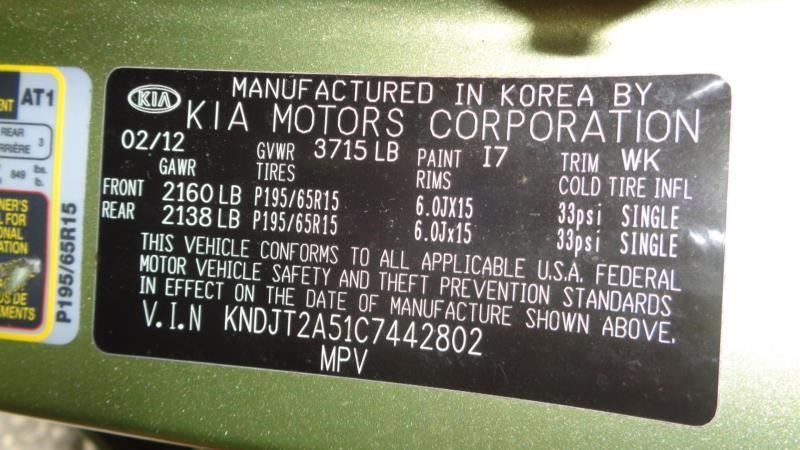 MANUFACTURED IN KOREA BY
KIA
KIA MOTORS CORPORATION
02/12 GVWR 3715 LB PAINT I7 TRIM WK
GAWR TIRES RIMS COLD TIRE INFL
FRONT 2160 LB P195/65R15 6.0JX15 33psi SINGLE
REAR 2138 LB P195/65R15 6.0Jx15 33psi SINGLE
THIS VEHICLE CONFORMS TO ALL APPLICABLE U.S.A. FEDERAL
MOTOR VEHICLE SAFETY AND THEFT PREVENTION STANDARDS
IN EFFECT ON THE DATE OF MANUFACTURE SHOWN ABOVE.
V.I.N KNDJT2A51C7442802
MPV
AT1
REAR 3
849 lbs.
P195/65R15